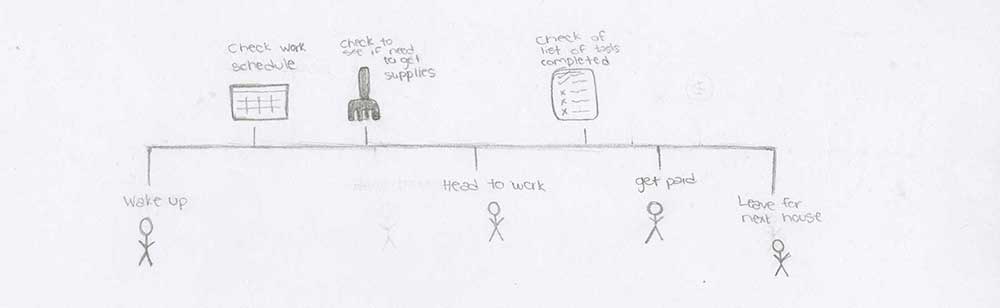 Check work
schedule
check to
see if need
to get
supplies
Check of
list of tasks
completed
Wake up
Head to work
get paid
Leave for
next house